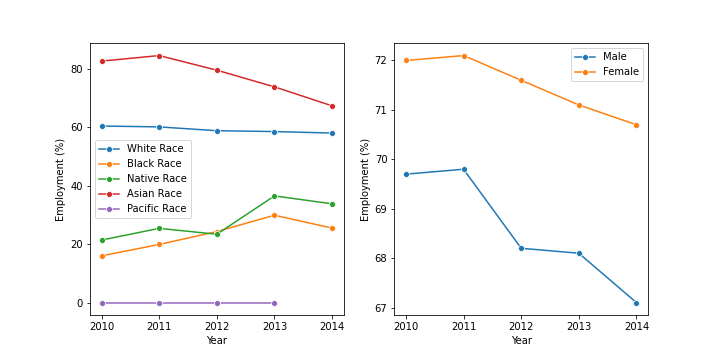 80
60
40
20
0
Employment (%)
White Race
Black Race
Native Race
Asian Race
Pacific Race
2010 2011 2012 2013 2014
Year
72
71
70
69
68
67
Employment (%)
Male
Female
2010 2011 2012 2013 2014
Year